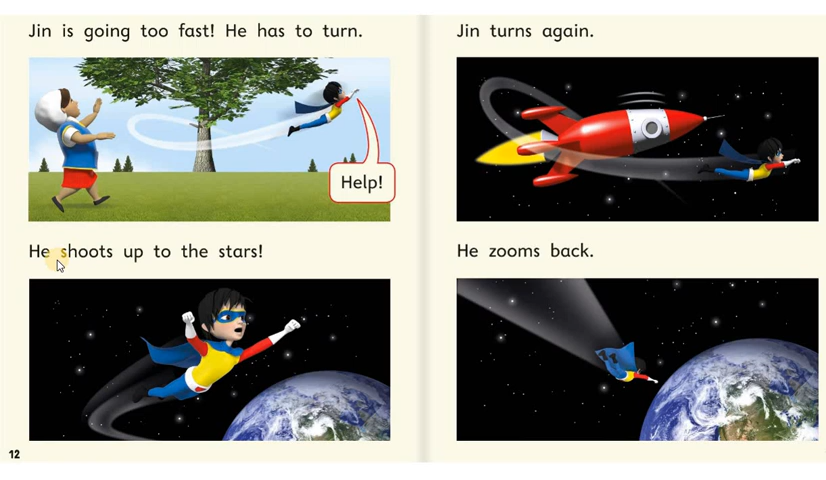 Jin is going too fast! He has to turn.
Help!
He shoots up to the stars!
12
Jin turns again.
He zooms back.